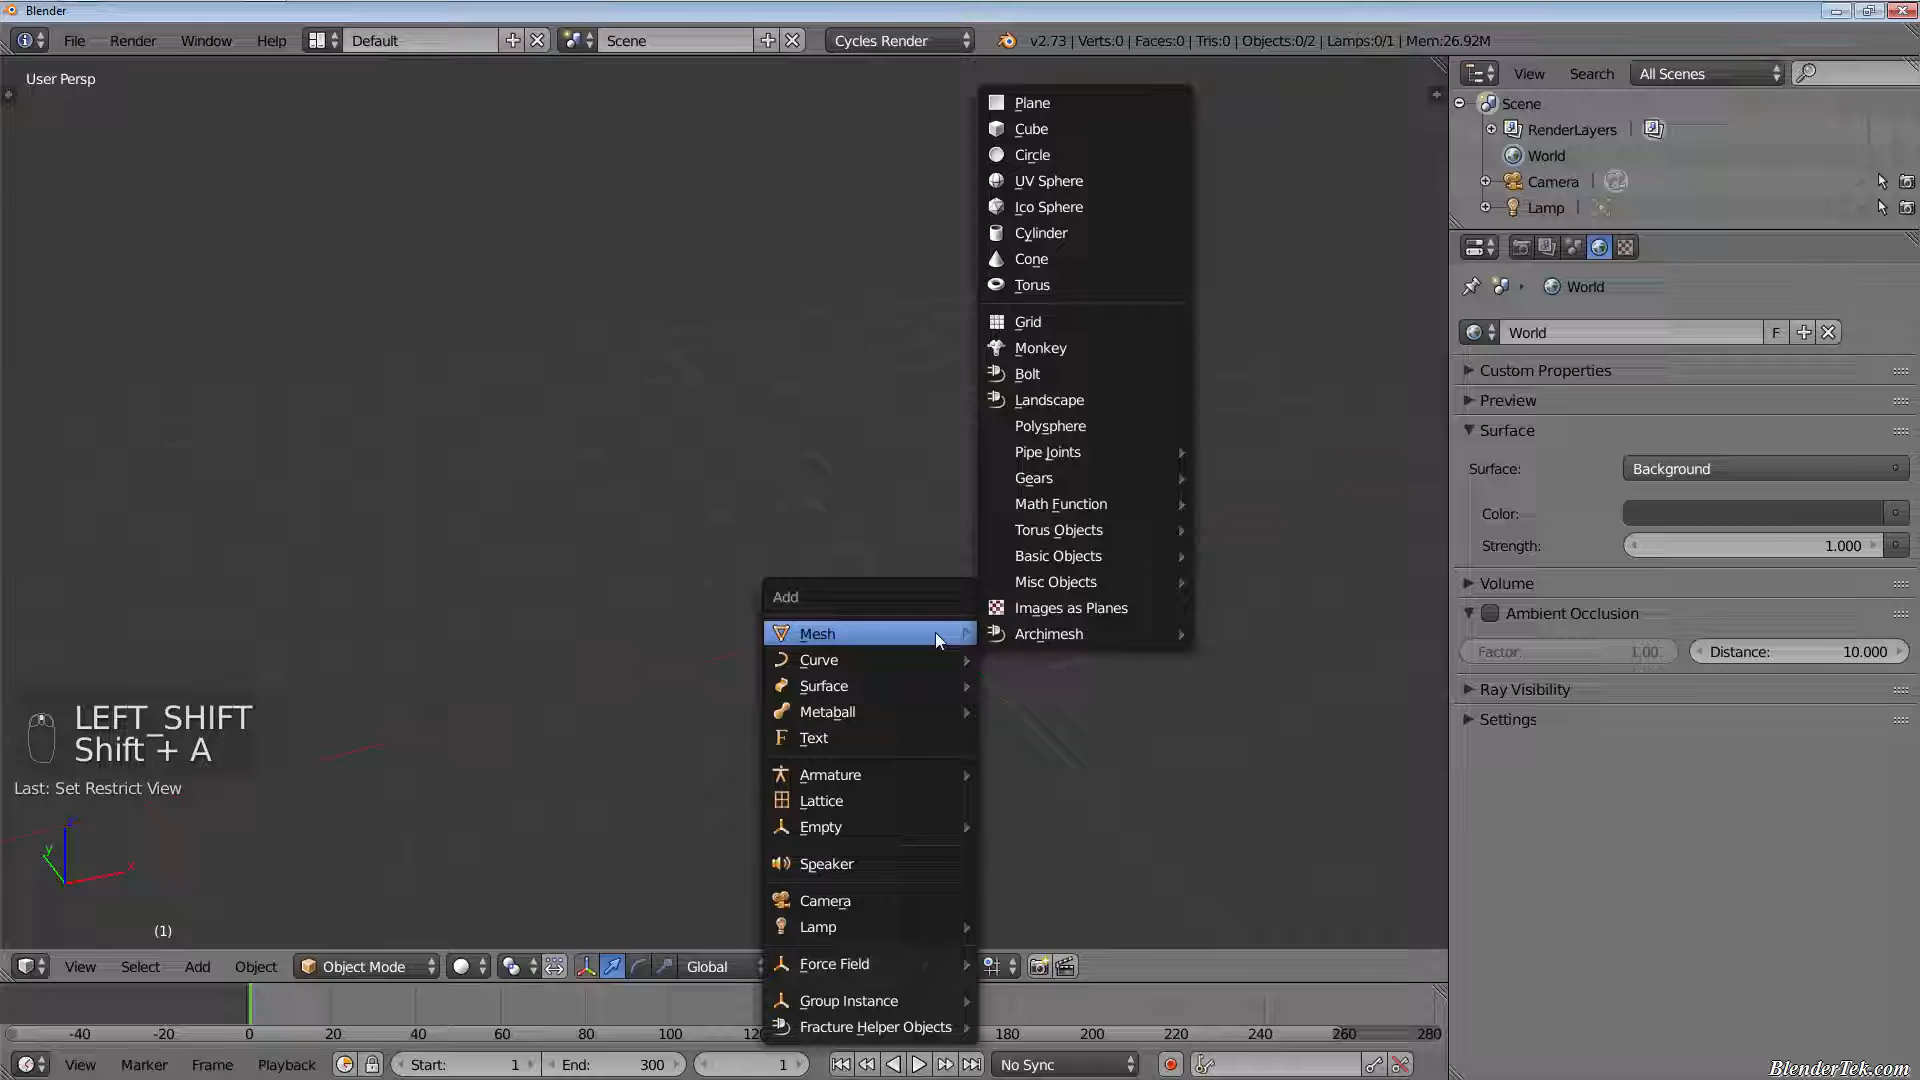 Blender
File Render Window Help Default Scene Cycles Render v2.73 | Verts:0 | Faces:0 | Tris:0 | Objects:0/2 | Lamps:0/1 | Mem:26.92M
User Persp
Plane
Cube
Circle
UV Sphere
Ico Sphere
Cylinder
Cone
Torus
Grid
Monkey
Bolt
Landscape
Polysphere
Pipe Joints
Gears
Math Function
Torus Objects
Basic Objects
Misc Objects
Images as Planes
Archimesh
Add
Mesh
Curve
Surface
Metaball
Text
Armature
Lattice
Empty
Speaker
Camera
Lamp
Force Field
Group Instance
Fracture Helper Objects
LEFT_SHIFT
Shift + A
Last: Set Restrict View
z
y
x
(1)
View Search All Scenes
Scene
RenderLayers
World
Camera
Lamp
World
World F
Custom Properties
Preview
Surface
Surface: Background
Color:
Strength: 1.000
Volume
Ambient Occlusion
Factor: 1.00 Distance: 10.000
Ray Visibility
Settings
View Select Add Object Object Mode Global
-40 -20 0 20 40 60 80 100 180 200 220 240 260 280
View Marker Frame Playback Start: 1 End: 300 1 No Sync
BlenderTek.com